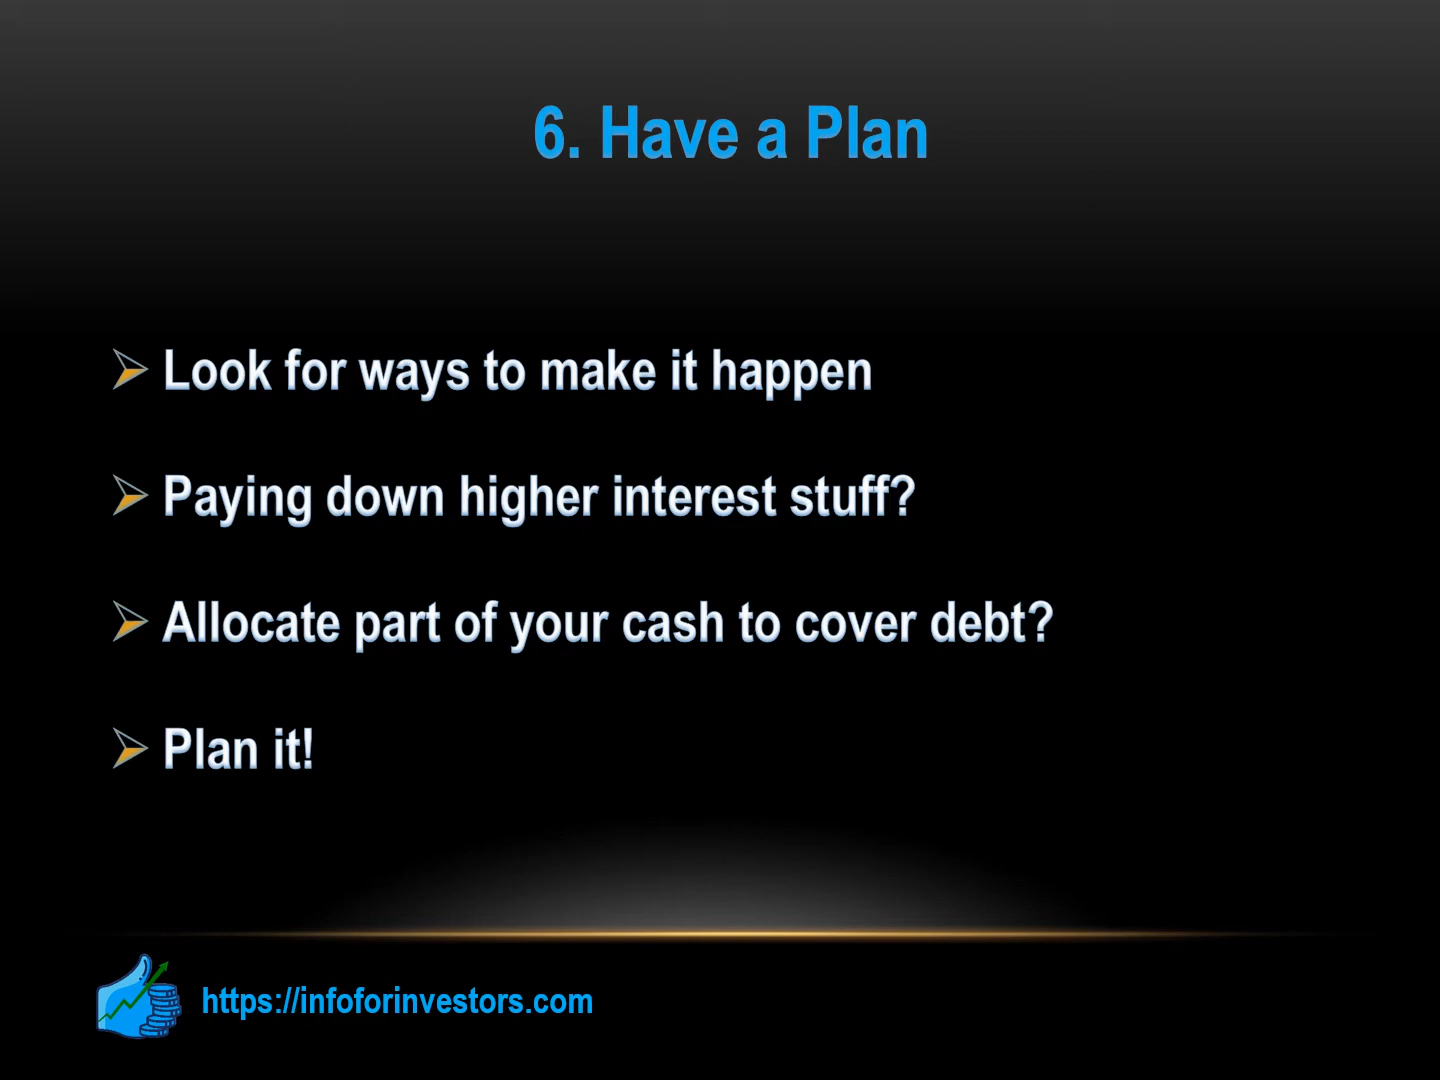 6. Have a Plan
Look for ways to make it happen
Paying down higher interest stuff?
Allocate part of your cash to cover debt?
Plan it!
https://infoforinvestors.com